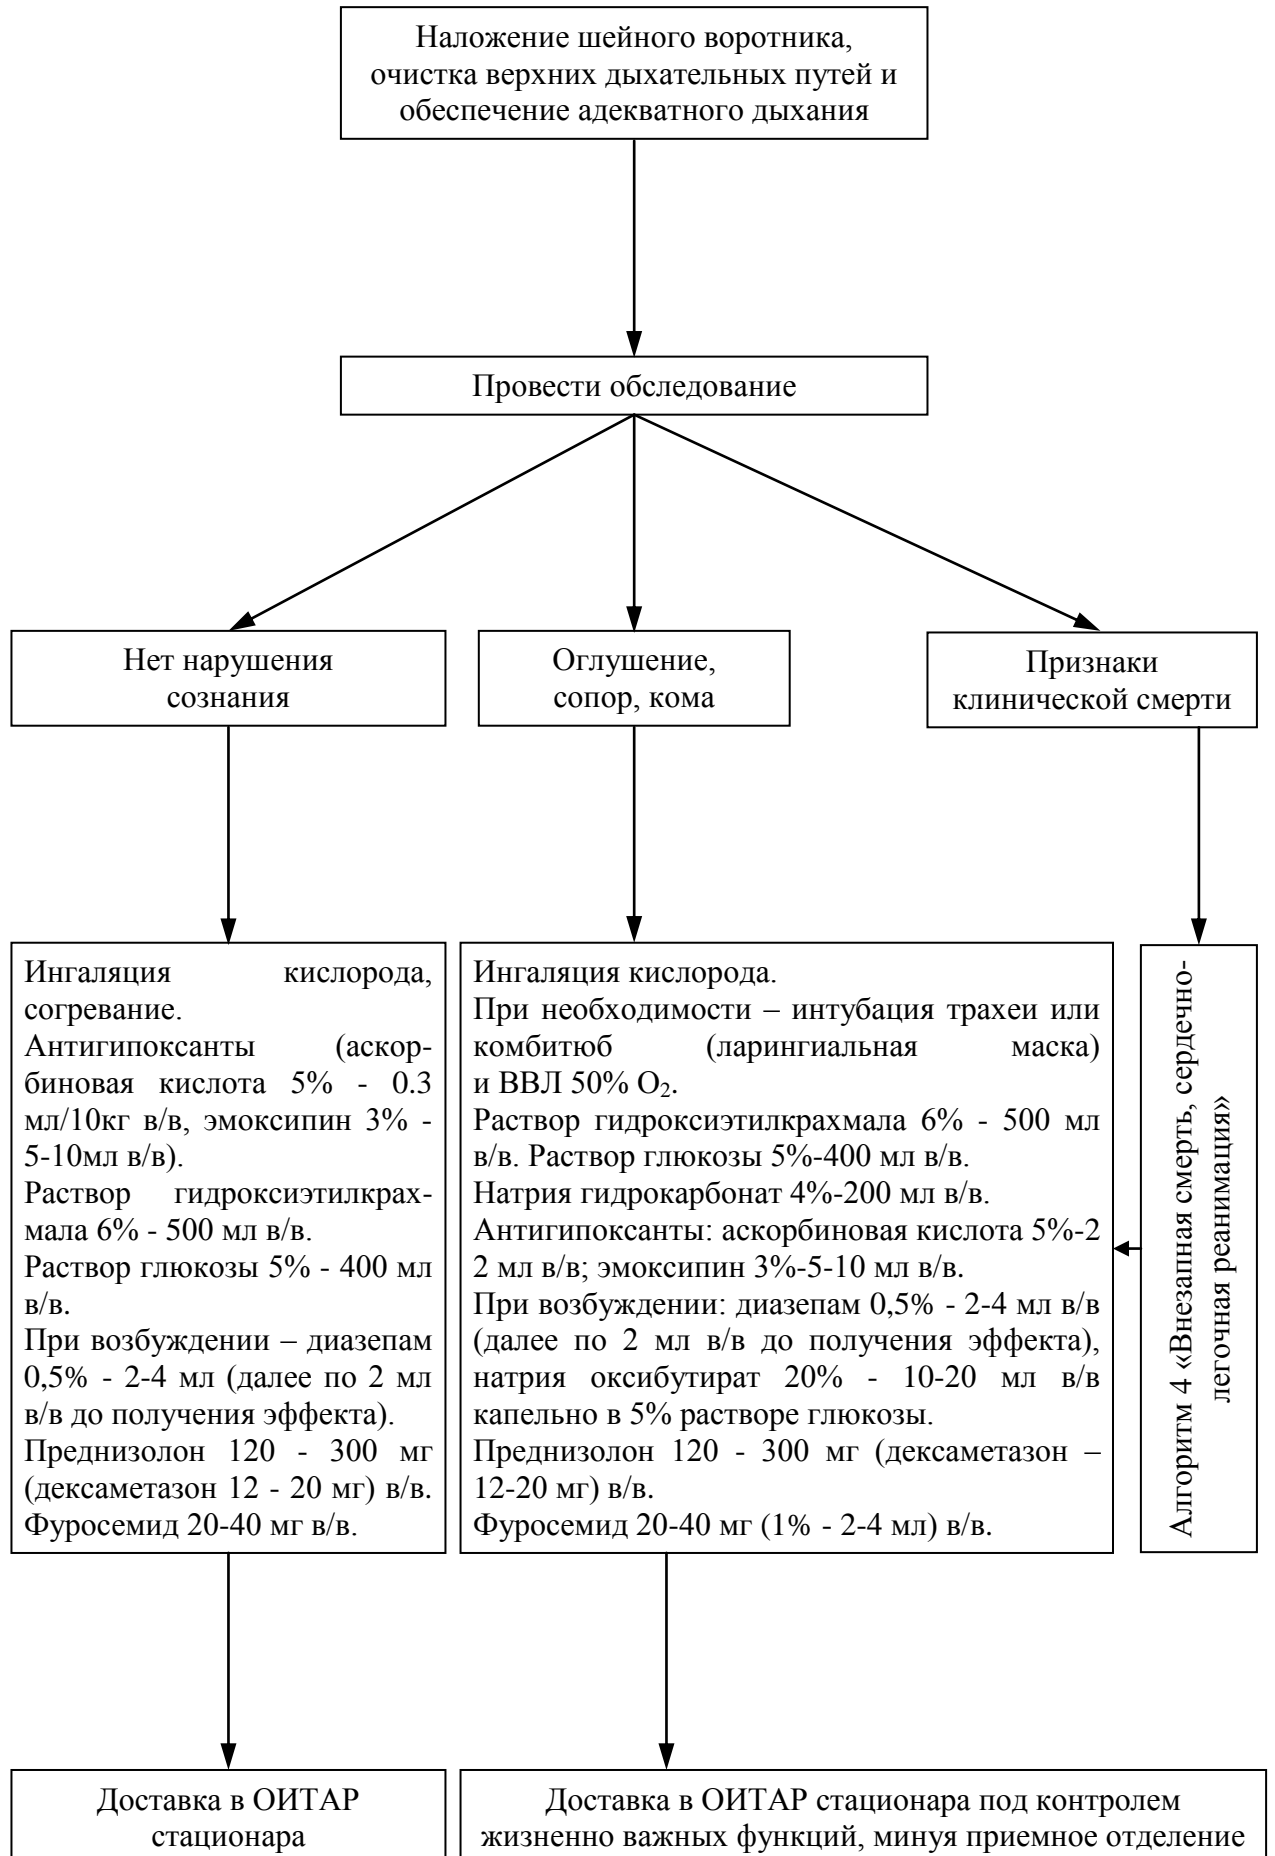 Наложение шейного воротника,
очистка верхних дыхательных путей и
обеспечение адекватного дыхания
Провести обследование
Нет нарушения
сознания
Оглушение,
сопор, кома
Признаки
клинической смерти
Ингаляция кислорода,
согревание.
Антигипоксанты (аскор-
биновая кислота 5% - 0.3
мл/10кг в/в, эмоксипин 3% -
5-10мл в/в).
Раствор гидроксиэтилкрах-
мала 6% - 500 мл в/в.
Раствор глюкозы 5% - 400 мл
в/в.
При возбуждении – диазепам
0,5% - 2-4 мл (далее по 2 мл
в/в до получения эффекта).
Преднизолон 120 - 300 мг
(дексаметазон 12 - 20 мг) в/в.
Фуросемид 20-40 мг в/в.
Ингаляция кислорода.
При необходимости – интубация трахеи или
комбитюб (ларингиальная маска)
и ВВЛ 50% O₂.
Раствор гидроксиэтилкрахмала 6% - 500 мл
в/в. Раствор глюкозы 5%-400 мл в/в.
Натрия гидрокарбонат 4%-200 мл в/в.
Антигипоксанты: аскорбиновая кислота 5%-2
2 мл в/в; эмоксипин 3%-5-10 мл в/в.
При возбуждении: диазепам 0,5% - 2-4 мл в/в
(далее по 2 мл в/в до получения эффекта),
натрия оксибутират 20% - 10-20 мл в/в
капельно в 5% растворе глюкозы.
Преднизолон 120 - 300 мг (дексаметазон –
12-20 мг) в/в.
Фуросемид 20-40 мг (1% - 2-4 мл) в/в.
Алгоритм 4 «Внезапная смерть, сердечно-
легочная реанимация»
Доставка в ОИТАР
стационара
Доставка в ОИТАР стационара под контролем
жизненно важных функций, минуя приемное отделение